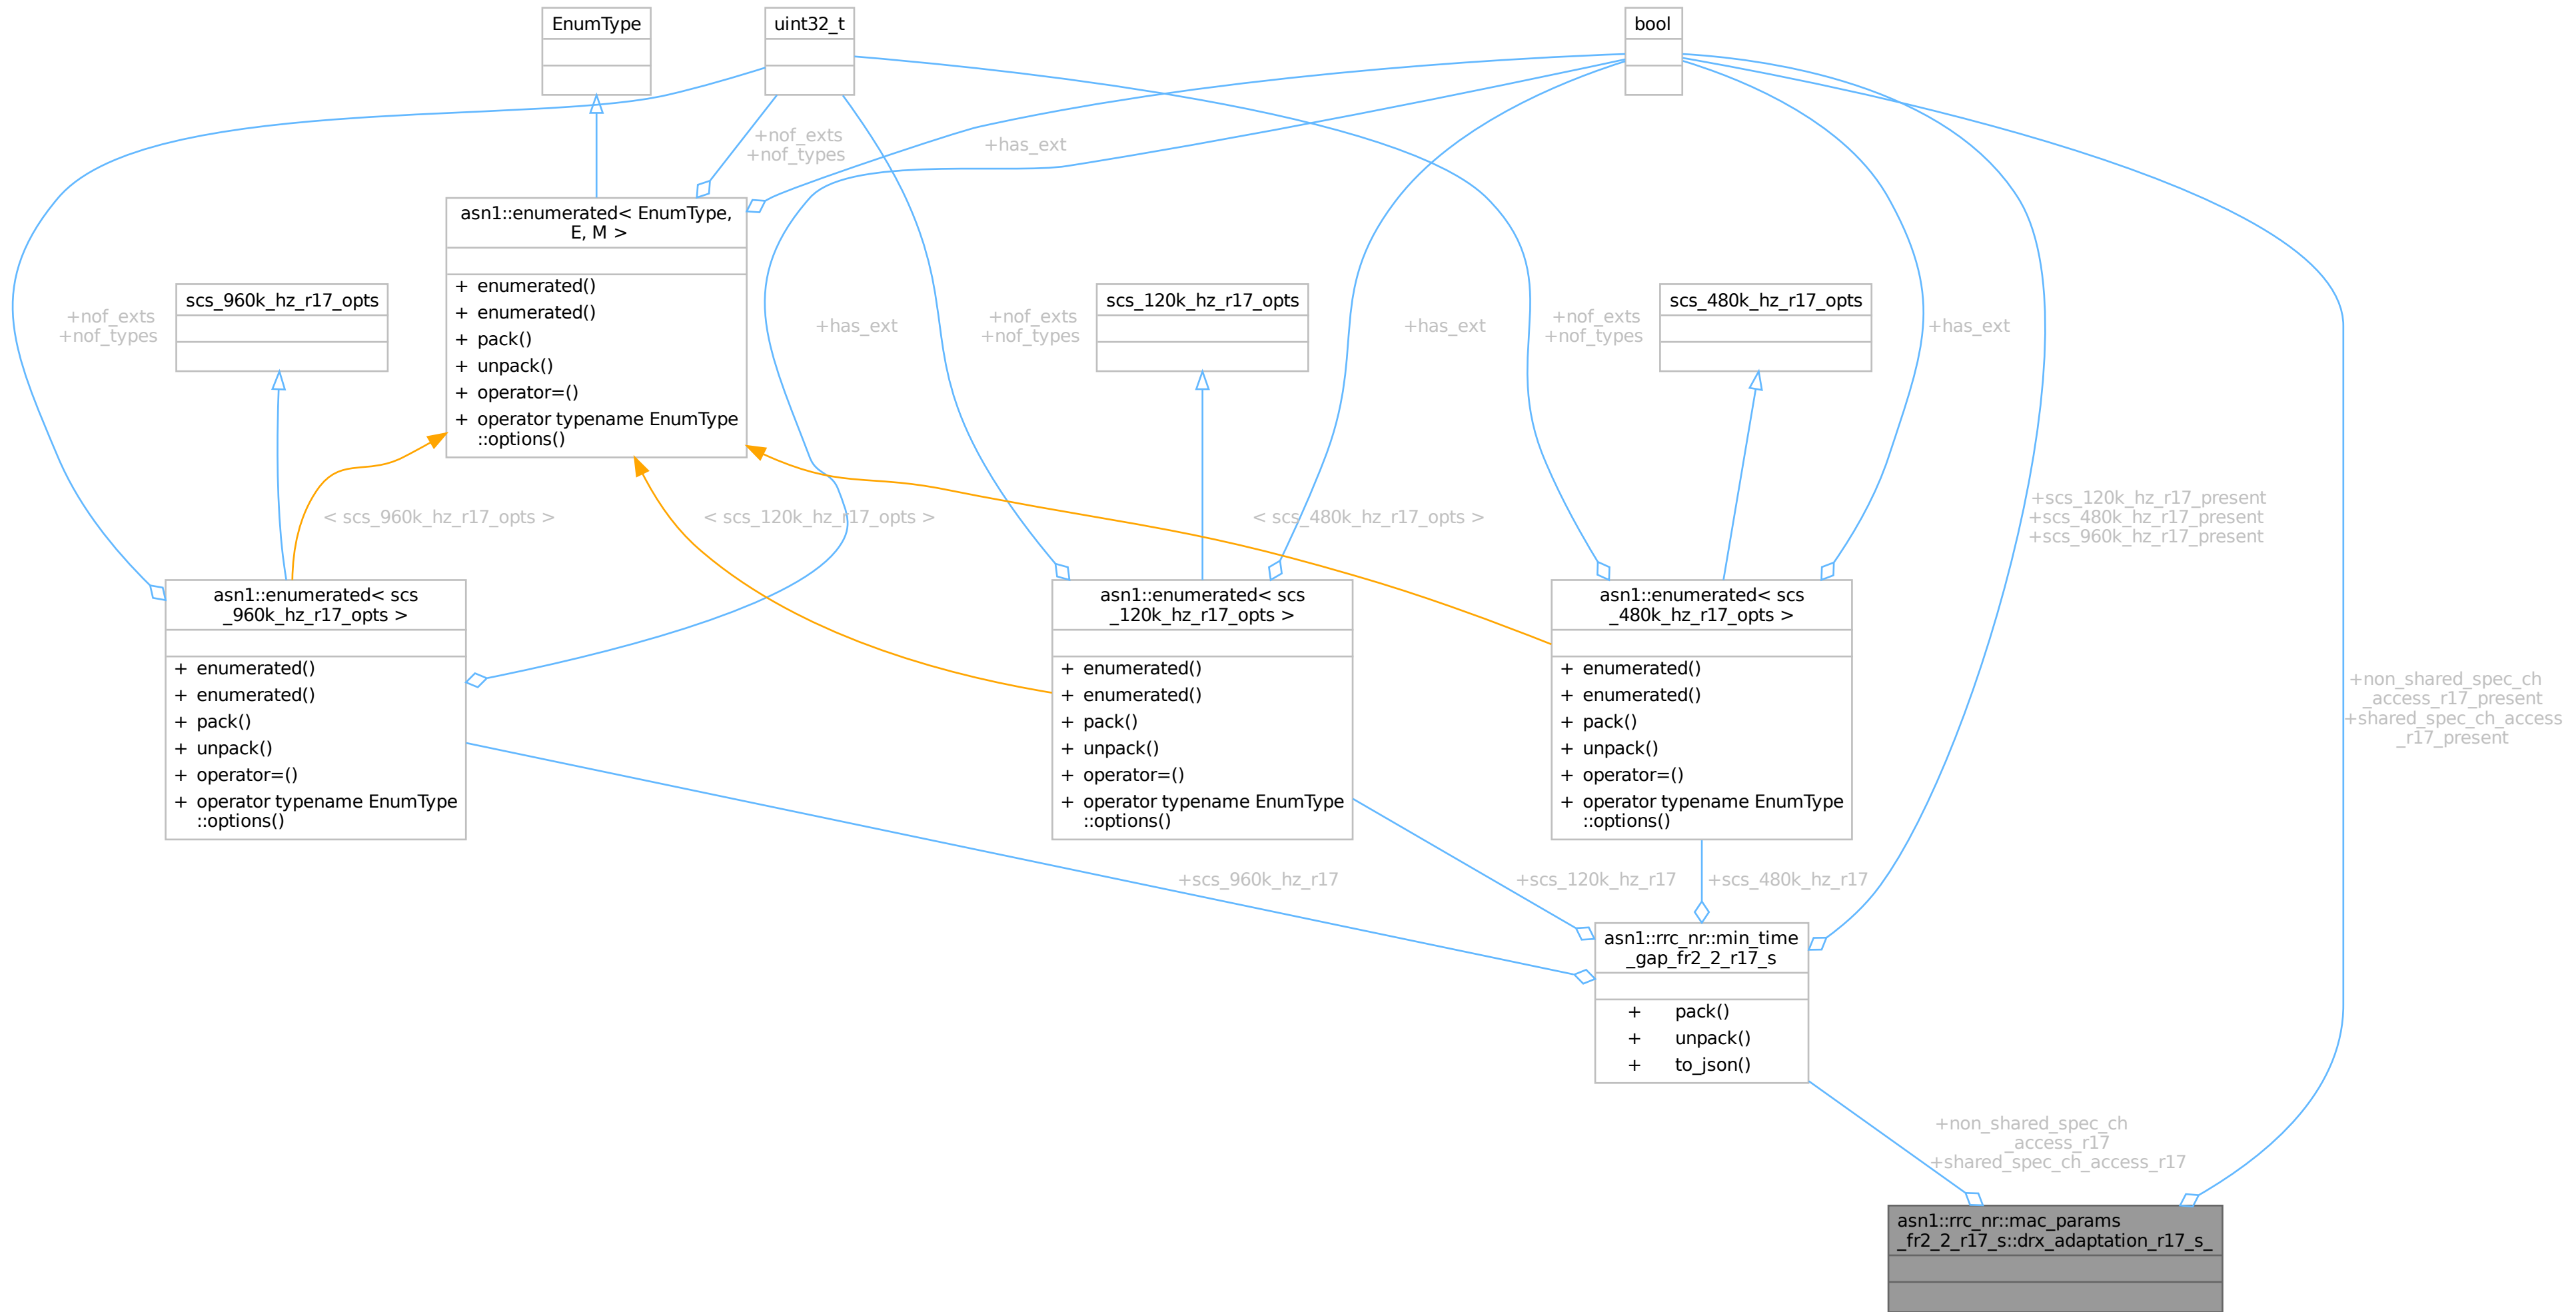 EnumType
uint32_t
bool
+nof_exts
+nof_types
+has_ext
asn1::enumerated< EnumType,
E, M >
+ enumerated()
+ enumerated()
+ pack()
+ unpack()
+ operator=()
+ operator typename EnumType
::options()
scs_960k_hz_r17_opts
scs_120k_hz_r17_opts
scs_480k_hz_r17_opts
+nof_exts
+nof_types
+has_ext
+nof_exts
+nof_types
+has_ext
+nof_exts
+nof_types
+has_ext
< scs_960k_hz_r17_opts >
< scs_120k_hz_r17_opts >
< scs_480k_hz_r17_opts >
+scs_120k_hz_r17_present
+scs_480k_hz_r17_present
+scs_960k_hz_r17_present
asn1::enumerated< scs
_960k_hz_r17_opts >
+ enumerated()
+ enumerated()
+ pack()
+ unpack()
+ operator=()
+ operator typename EnumType
::options()
asn1::enumerated< scs
_120k_hz_r17_opts >
+ enumerated()
+ enumerated()
+ pack()
+ unpack()
+ operator=()
+ operator typename EnumType
::options()
asn1::enumerated< scs
_480k_hz_r17_opts >
+ enumerated()
+ enumerated()
+ pack()
+ unpack()
+ operator=()
+ operator typename EnumType
::options()
+non_shared_spec_ch
_access_r17_present
+shared_spec_ch_access
_r17_present
+scs_960k_hz_r17
+scs_120k_hz_r17
+scs_480k_hz_r17
asn1::rrc_nr::min_time
_gap_fr2_2_r17_s
+ pack()
+ unpack()
+ to_json()
+non_shared_spec_ch
_access_r17
+shared_spec_ch_access_r17
asn1::rrc_nr::mac_params
_fr2_2_r17_s::drx_adaptation_r17_s_